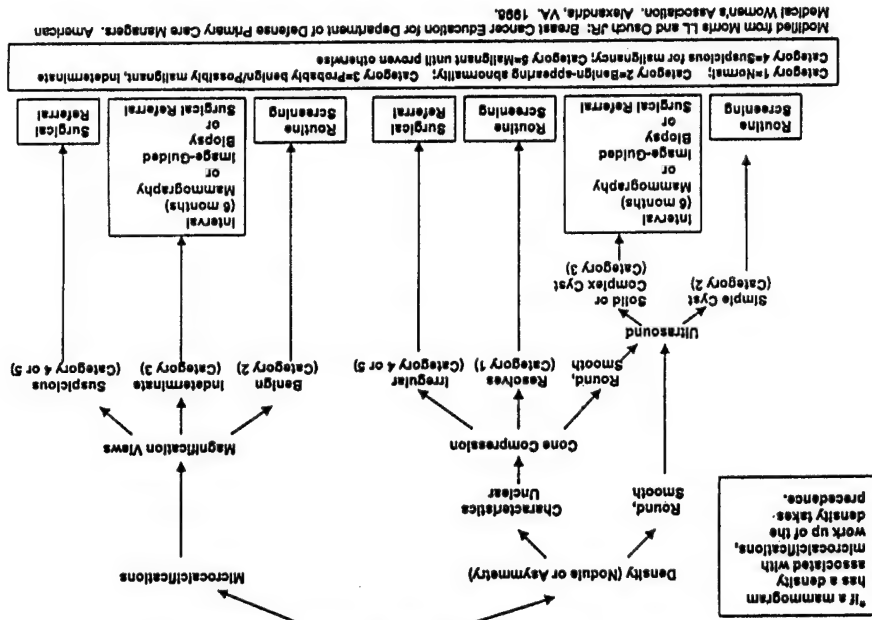 Microcalcifications
Density (Nodule or Asymmetry)
*If a mammogram
has a density
associated with
microcalcifications,
work up of the
density takes
precedence.
Characteristics
Unclear
Round,
Smooth
Magnification Views
Cone Compression
Suspicious
(Category 4 or 5)
Indeterminate
(Category 3)
Benign
(Category 2)
Irregular
(Category 4 or 5)
Resolves
(Category 1)
Round,
Smooth
Ultrasound
Solid or
Complex Cyst
(Category 3)
Simple Cyst
(Category 2)
Surgical
Referral
Interval
(6 months)
Mammography
or
Image-Guided
Biopsy
or
Surgical Referral
Routine
Screening
Surgical
Referral
Routine
Screening
Interval
(6 months)
Mammography
or
Image-Guided
Biopsy
or
Surgical Referral
Routine
Screening
Category 1=Normal; Category 2=Benign-appearing abnormality; Category 3=Probably benign/Possibly malignant, Indeterminate
Category 4=Suspicious for malignancy; Category 5=Malignant until proven otherwise
Modified from Morris LL and Osuch JR: Breast Cancer Education for Department of Defense Primary Care Managers. American
Medical Women's Association. Alexandria, VA. 1998.